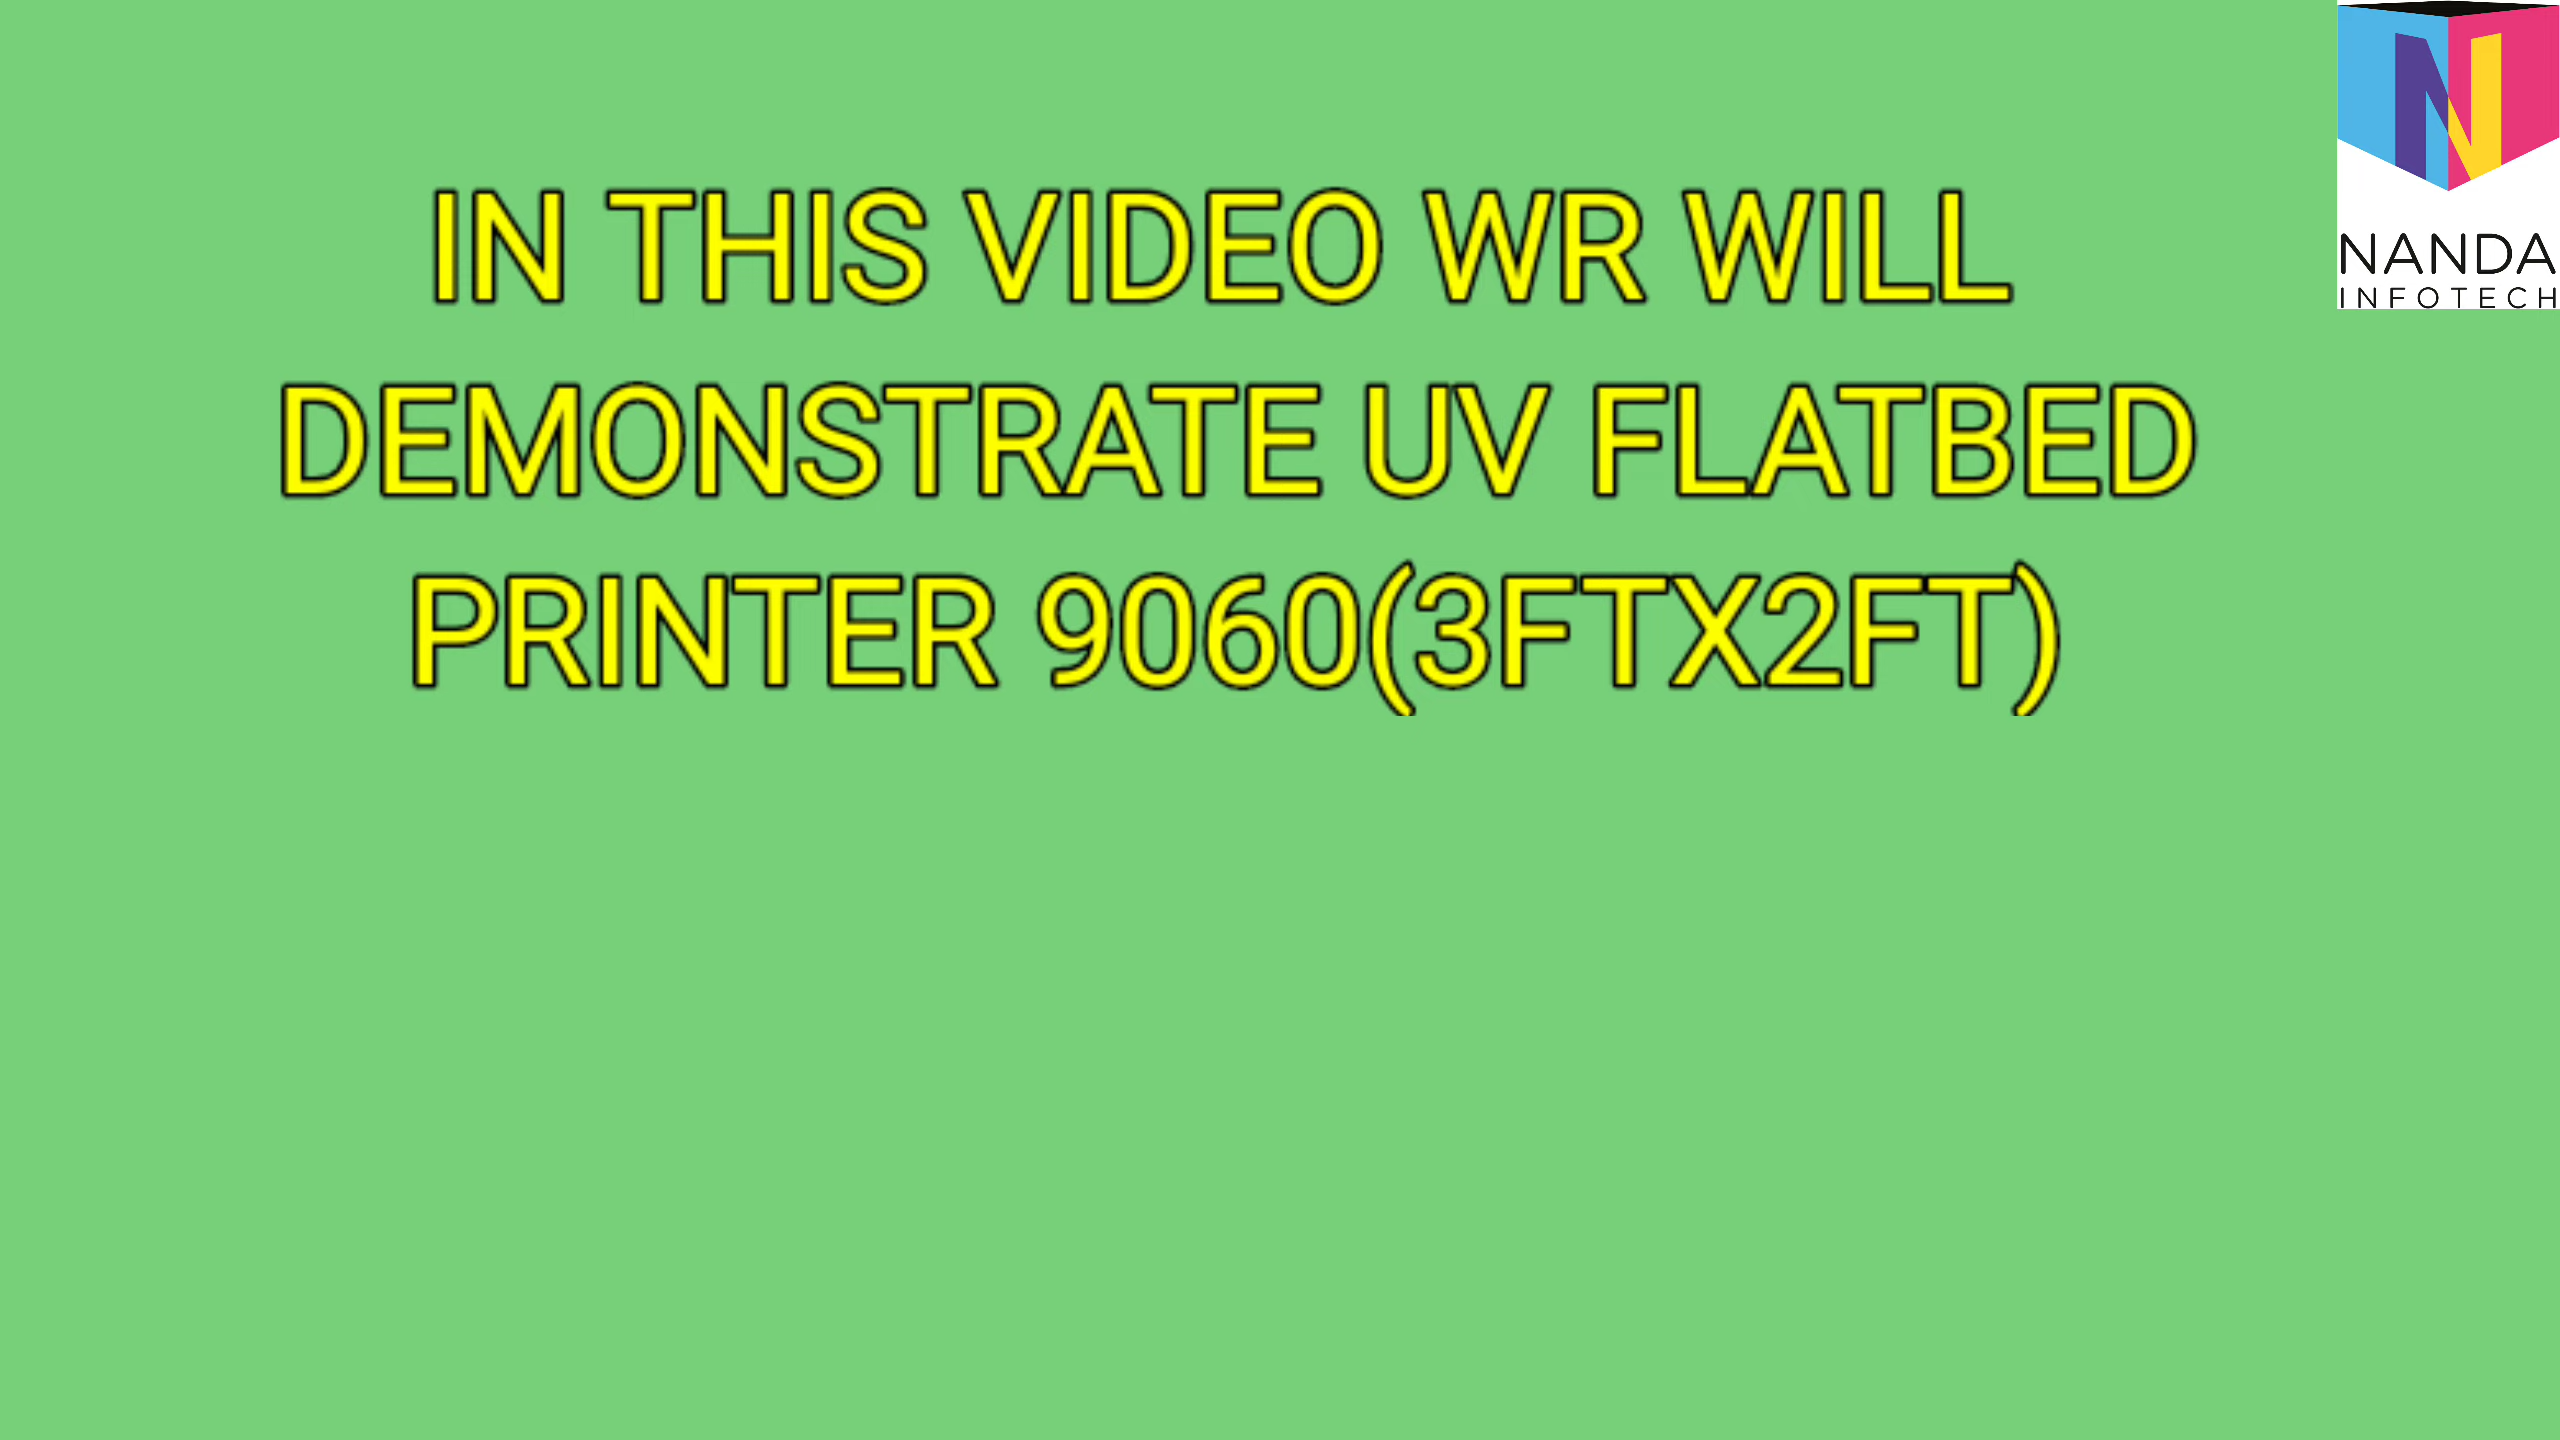 IN THIS VIDEO WR WILL
DEMONSTRATE UV FLATBED
PRINTER 9060(3FTX2FT)
NANDA
INFOTECH